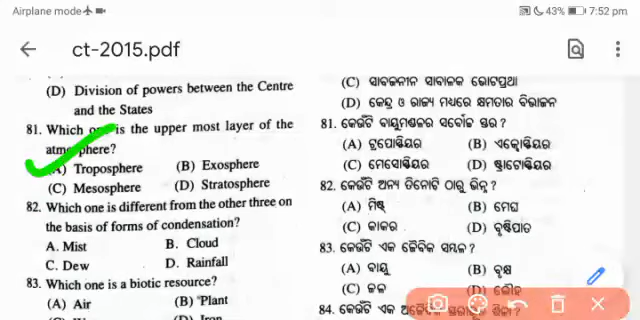 Airplane mode
43% 7:52 pm
ct-2015.pdf
(D) Division of powers between the Centre
and the States
81. Which one is the upper most layer of the
atmosphere?
(A) Troposphere (B) Exosphere
(C) Mesosphere (D) Stratosphere
82. Which one is different from the other three on
the basis of forms of condensation?
A. Mist B. Cloud
C. Dew D. Rainfall
83. Which one is a biotic resource?
(A) Air (B) Plant
(D) Iron
(C) ସାବଜନୀନ ସାବାଳକ ଭୋଟପ୍ରଥା
(D) କେନ୍ଦ୍ର ଓ ରାଜ୍ୟ ମଧ୍ୟରେ କ୍ଷମତାର ବିଭାଜନ
81. କେଉଁଟି ବାୟୁମଣ୍ଡଳର ସର୍ବୋଚ୍ଚ ସ୍ତର ?
(A) ଟ୍ରପୋସ୍ଫିୟର (B) ଏକ୍ସୋସ୍ଫିୟର
(C) ମେସୋସ୍ଫିୟର (D) ଷ୍ଟ୍ରାଟୋସ୍ଫିୟର
82. କେଉଁଟି ଅନ୍ୟ ତିନୋଟି ଠାରୁ ଭିନ୍ନ ?
(A) ମିଷ୍ଟ (B) ମେଘ
(C) କାକର (D) ବୃଷ୍ଟିପାତ
83. କେଉଁଟି ଏକ ଜୈବିକ ସମ୍ବଳ ?
(A) ବାୟୁ (B) ବୃକ୍ଷ
(C) ଜଳ (D) ଲୌହ
84. କେଉଁଟି ଏକ